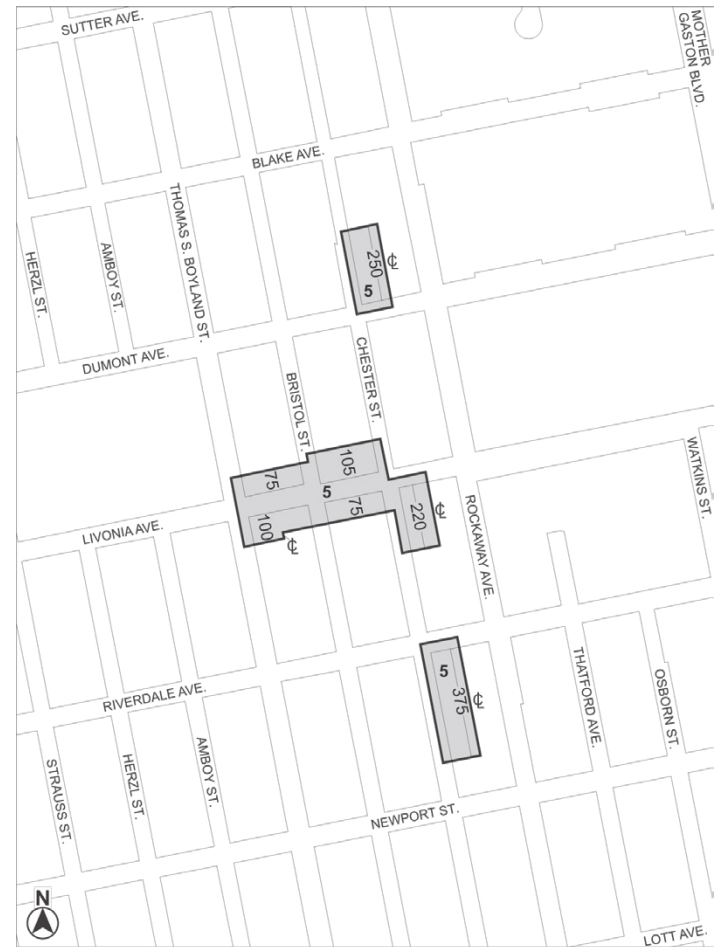 SUTTER AVE.
MOTHER
GASTON BLVD.
BLAKE AVE.
THOMAS S. BOYLAND ST.
HERZL ST.
AMBOY ST.
250
℄
5
DUMONT AVE.
CHESTER ST.
BRISTOL ST.
105
75
5
75
100
℄
220
℄
WATKINS ST.
LIVONIA AVE.
ROCKAWAY AVE.
RIVERDALE AVE.
5
375
℄
THATFORD AVE.
OSBORN ST.
STRAUSS ST.
HERZL ST.
AMBOY ST.
NEWPORT ST.
N
LOTT AVE.